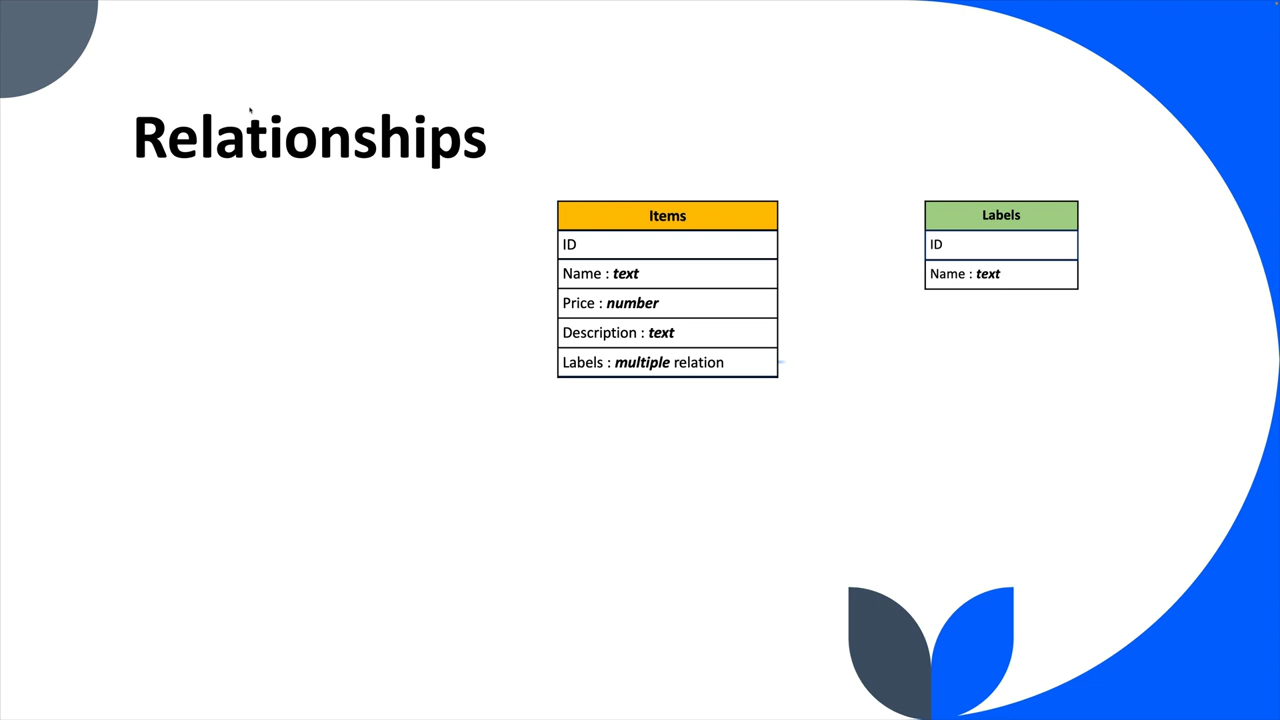 Relationships
Items
ID
Name : text
Price : number
Description : text
Labels : multiple relation
Labels
ID
Name : text